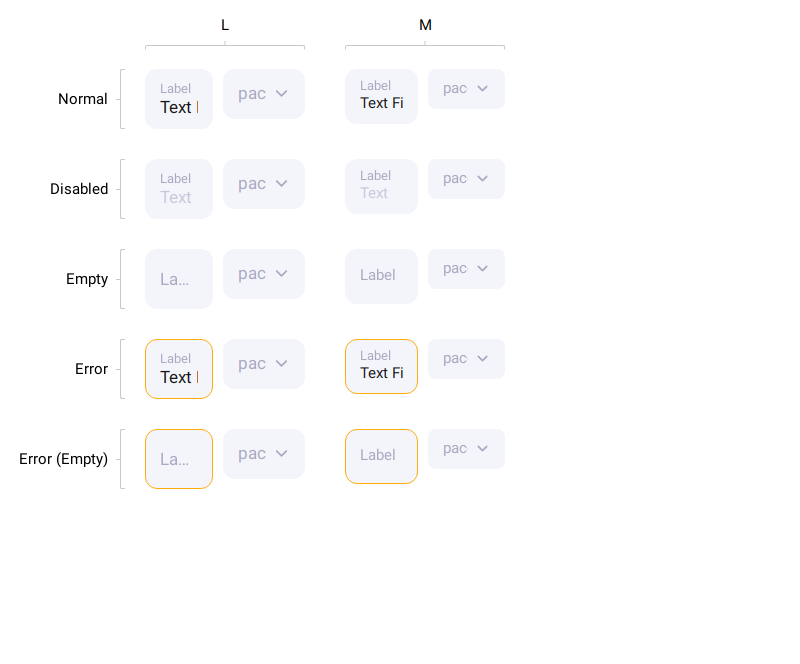 L M
Normal
Label Label
Text pac Text Fi pac
Disabled
Label Label
Text pac Text pac
Empty
La... pac Label pac
Error
Label Label
Text pac Text Fi pac
Error (Empty)
La... pac Label pac